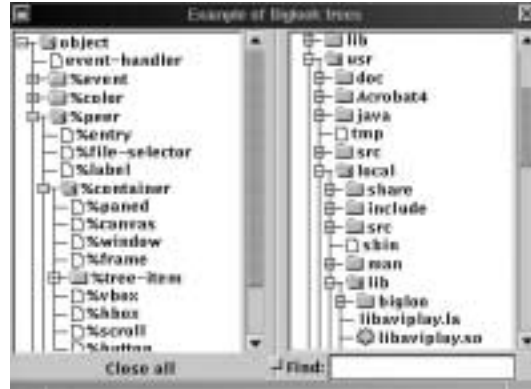 Example of Biglook trees
object
event-handler
%event
%color
%peer
%entry
%file-selector
%label
%container
%paned
%canvas
%window
%frame
%tree-item
%vbox
%hbox
%scroll
%button
Close all
lib
usr
doc
Acrobat4
java
tmp
src
local
share
include
src
sbin
man
lib
bigloo
libaviplay.la
libaviplay.so
Find: